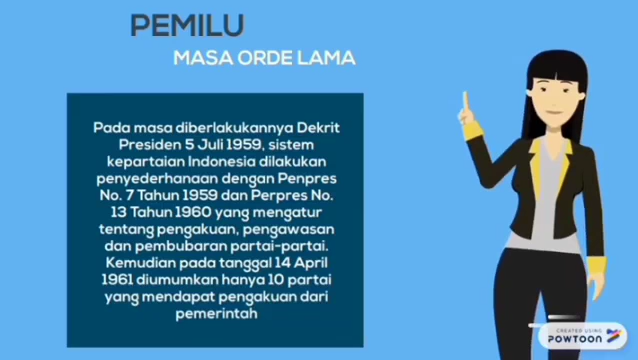 PEMILU
MASA ORDE LAMA
Pada masa diberlakukannya Dekrit
Presiden 5 Juli 1959, sistem
kepartaian Indonesia dilakukan
penyederhanaan dengan Penpres
No. 7 Tahun 1959 dan Perpres No.
13 Tahun 1960 yang mengatur
tentang pengakuan, pengawasan
dan pembubaran partai-partai.
Kemudian pada tanggal 14 April
1961 diumumkan hanya 10 partai
yang mendapat pengakuan dari
pemerintah
CREATED USING
POWTOON